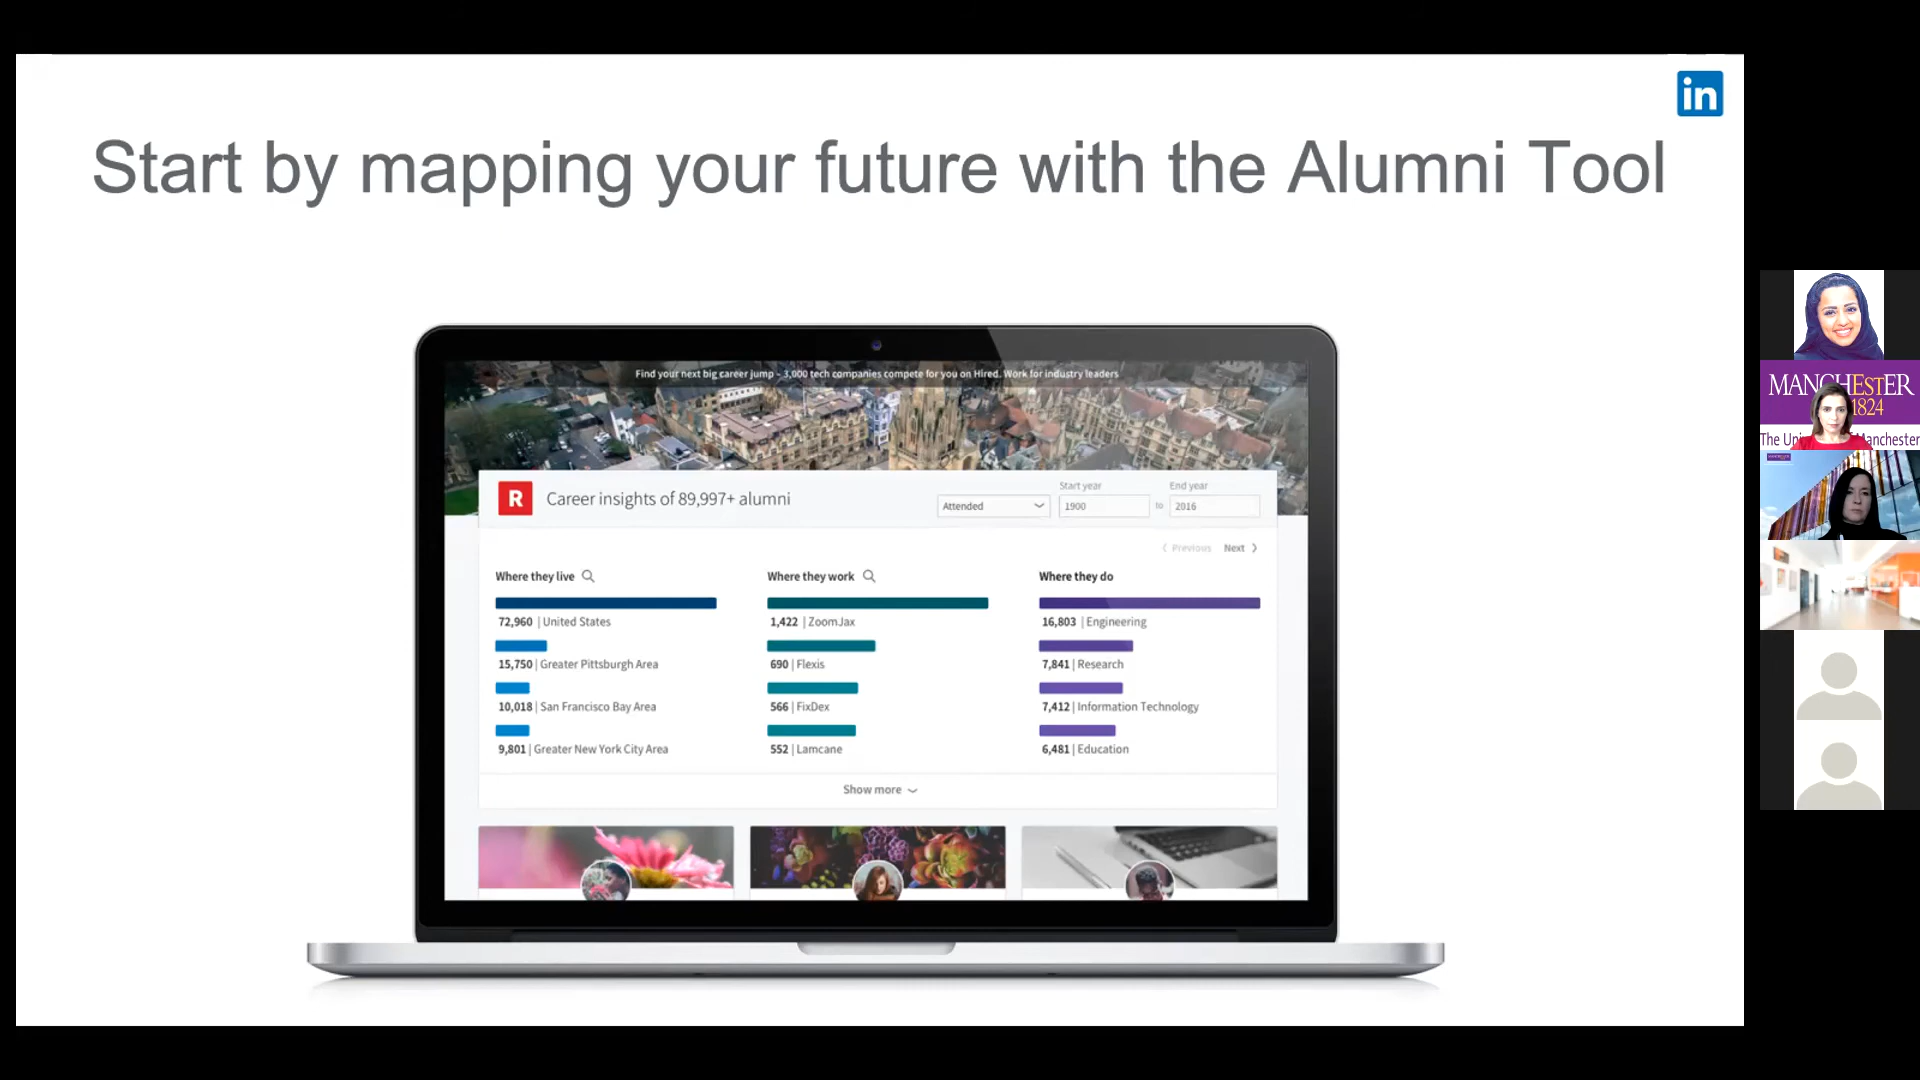 in
Start by mapping your future with the Alumni Tool
Find your next big career jump - 3,000 tech companies compete for you on Hired. Work for industry leaders
R
Career insights of 89,997+ alumni
Attended
Start year
1900
to
End year
2016
Previous
Next
Where they live
72,960 | United States
15,750 | Greater Pittsburgh Area
10,018 | San Francisco Bay Area
9,801 | Greater New York City Area
Where they work
1,422 | ZoomJax
690 | Flexis
566 | FixDex
552 | Lamcane
Where they do
16,803 | Engineering
7,841 | Research
7,412 | Information Technology
6,481 | Education
Show more
MANCHESTER
1824
The Manchester